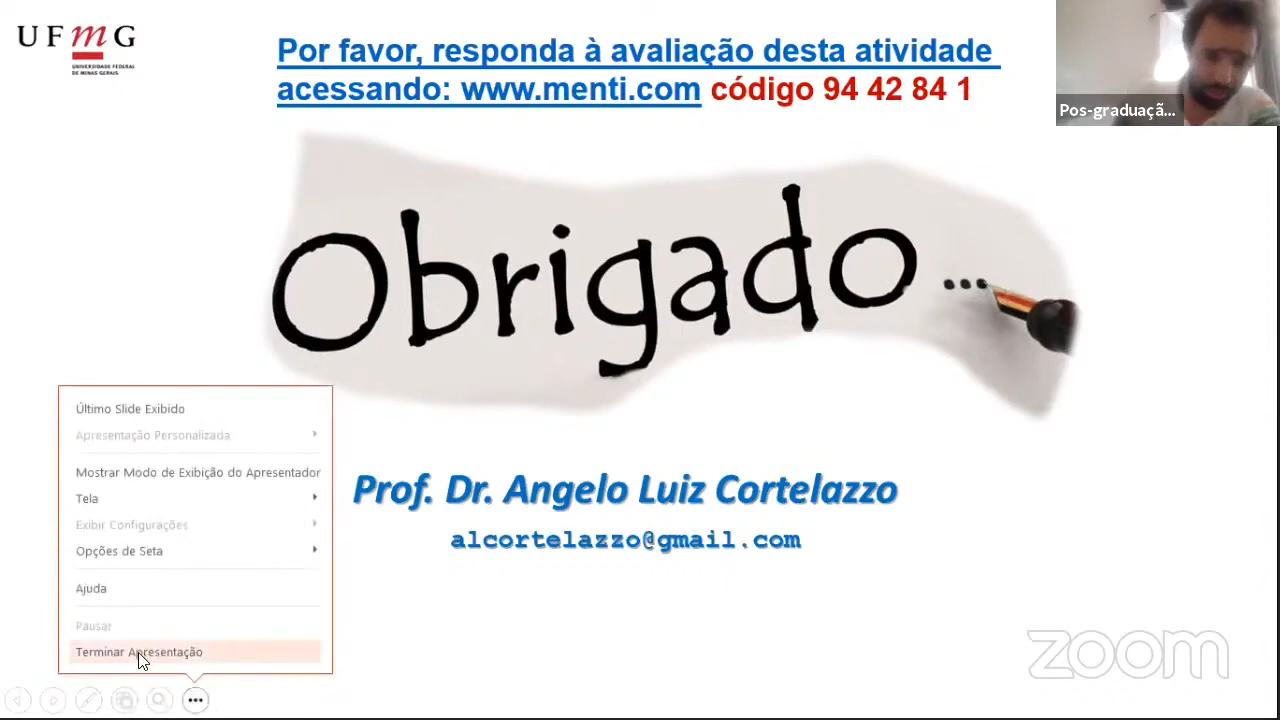 UFmG
UNIVERSIDADE FEDERAL
DE MINAS GERAIS
Por favor, responda à avaliação desta atividade
acessando: www.menti.com código 94 42 84 1
Pos-graduaçã...
Obrigado...
Último Slide Exibido
Apresentação Personalizada
Mostrar Modo de Exibição do Apresentador
Tela
Exibir Configurações
Opções de Seta
Ajuda
Pausar
Terminar Apresentação
Prof. Dr. Angelo Luiz Cortelazzo
alcortelazzo@gmail.com
zoom